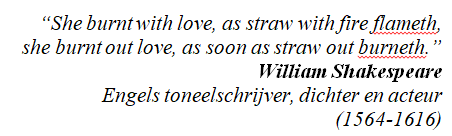 “She burnt with love, as straw with fire flameth,
she burnt out love, as soon as straw out burneth.”
William Shakespeare
Engels toneelschrijver, dichter en acteur
(1564-1616)